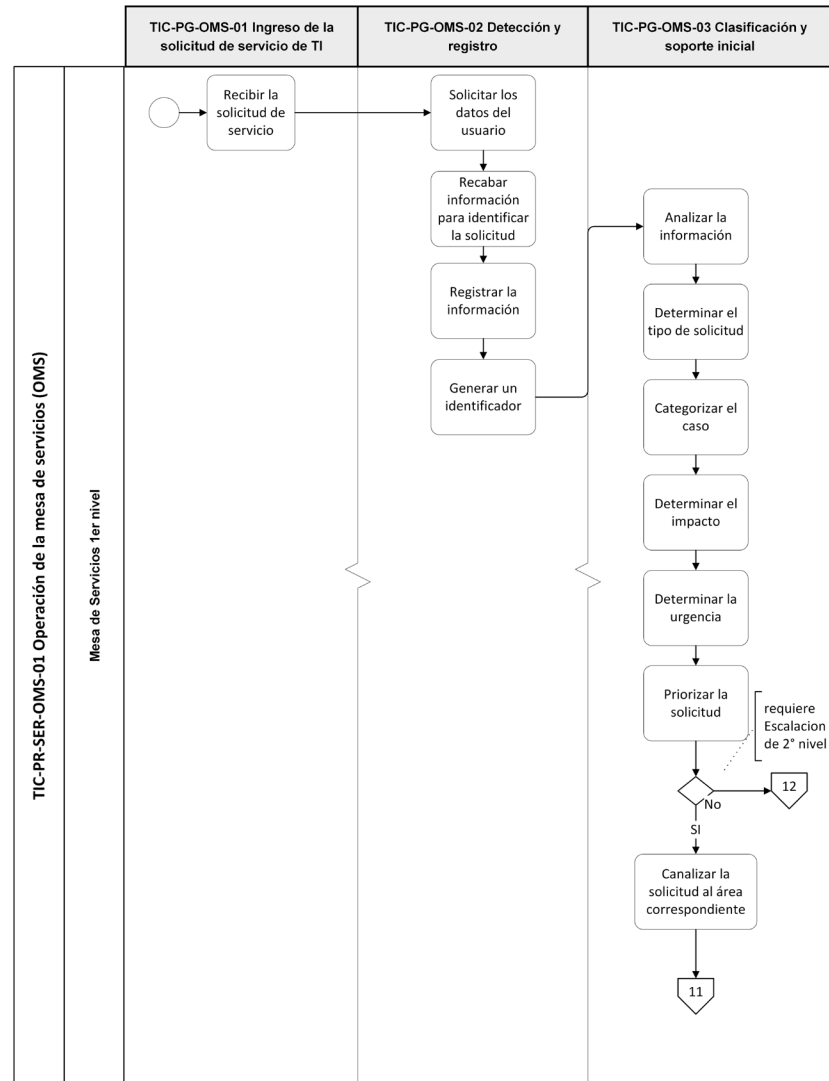 TIC-PG-OMS-01 Ingreso de la
solicitud de servicio de TI
TIC-PG-OMS-02 Detección y
registro
TIC-PG-OMS-03 Clasificación y
soporte inicial
TIC-PR-SER-OMS-01 Operación de la mesa de servicios (OMS)
Mesa de Servicios 1er nivel
Recibir la
solicitud de
servicio
Solicitar los
datos del
usuario
Recabar
información
para identificar
la solicitud
Registrar la
información
Generar un
identificador
Analizar la
información
Determinar el
tipo de solicitud
Categorizar el
caso
Determinar el
impacto
Determinar la
urgencia
Priorizar la
solicitud
requiere
Escalacion
de 2° nivel
No
12
SI
Canalizar la
solicitud al área
correspondiente
11